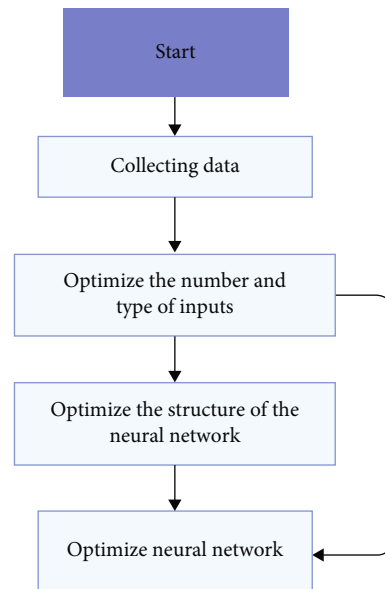 Start
Collecting data
Optimize the number and
type of inputs
Optimize the structure of the
neural network
Optimize neural network